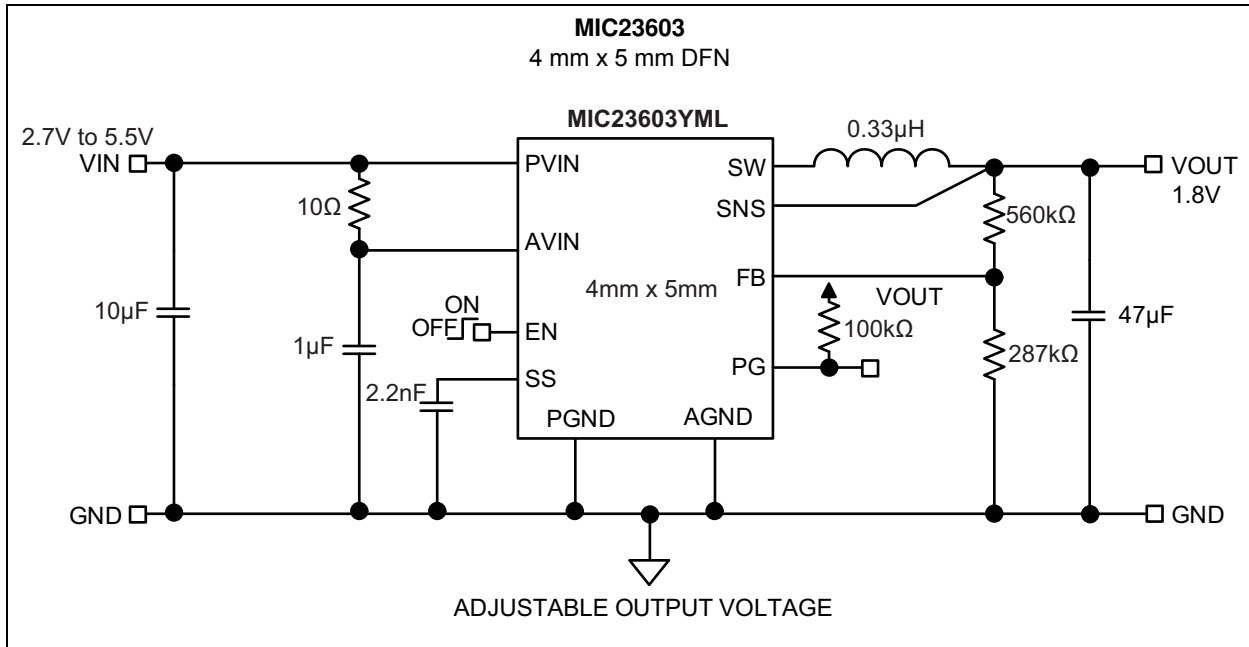 MIC23603
4 mm x 5 mm DFN
MIC23603YML
2.7V to 5.5V
VIN
PVIN
SW
0.33µH
VOUT
1.8V
10Ω
SNS
560kΩ
AVIN
FB
4mm x 5mm
VOUT
10µF
ON
OFF
EN
100kΩ
47µF
1µF
287kΩ
PG
SS
2.2nF
PGND
AGND
GND
GND
ADJUSTABLE OUTPUT VOLTAGE